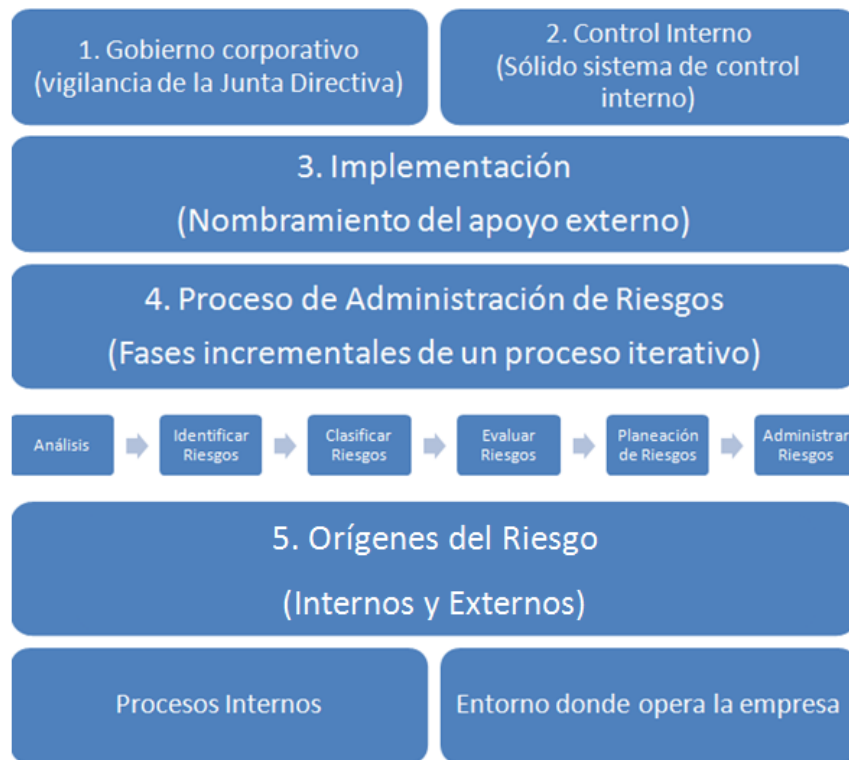 1. Gobierno corporativo
(vigilancia de la Junta Directiva)
2. Control Interno
(Sólido sistema de control
interno)
3. Implementación
(Nombramiento del apoyo externo)
4. Proceso de Administración de Riesgos
(Fases incrementales de un proceso iterativo)
Análisis
Identificar
Riesgos
Clasificar
Riesgos
Evaluar
Riesgos
Planeación
de Riesgos
Administrar
Riesgos
5. Orígenes del Riesgo
(Internos y Externos)
Procesos Internos
Entorno donde opera la empresa